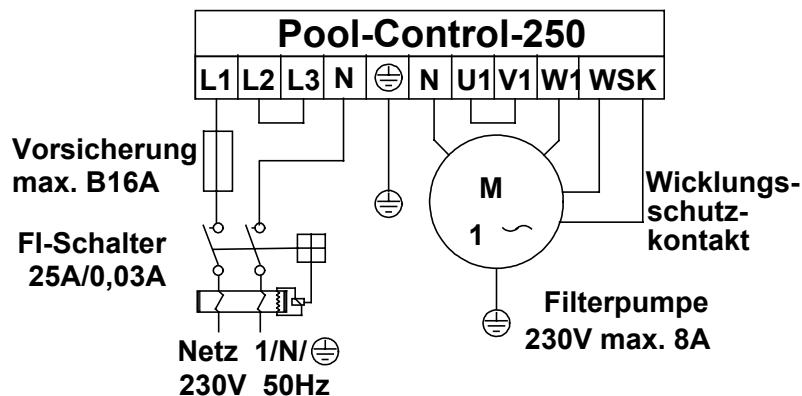 Pool-Control-250
L1 L2 L3 N N U1 V1 W1 WSK
Vorsicherung
max. B16A
FI-Schalter
25A/0,03A
M
1
Wicklungs-
schutz-
kontakt
Filterpumpe
230V max. 8A
Netz 1/N/
230V 50Hz